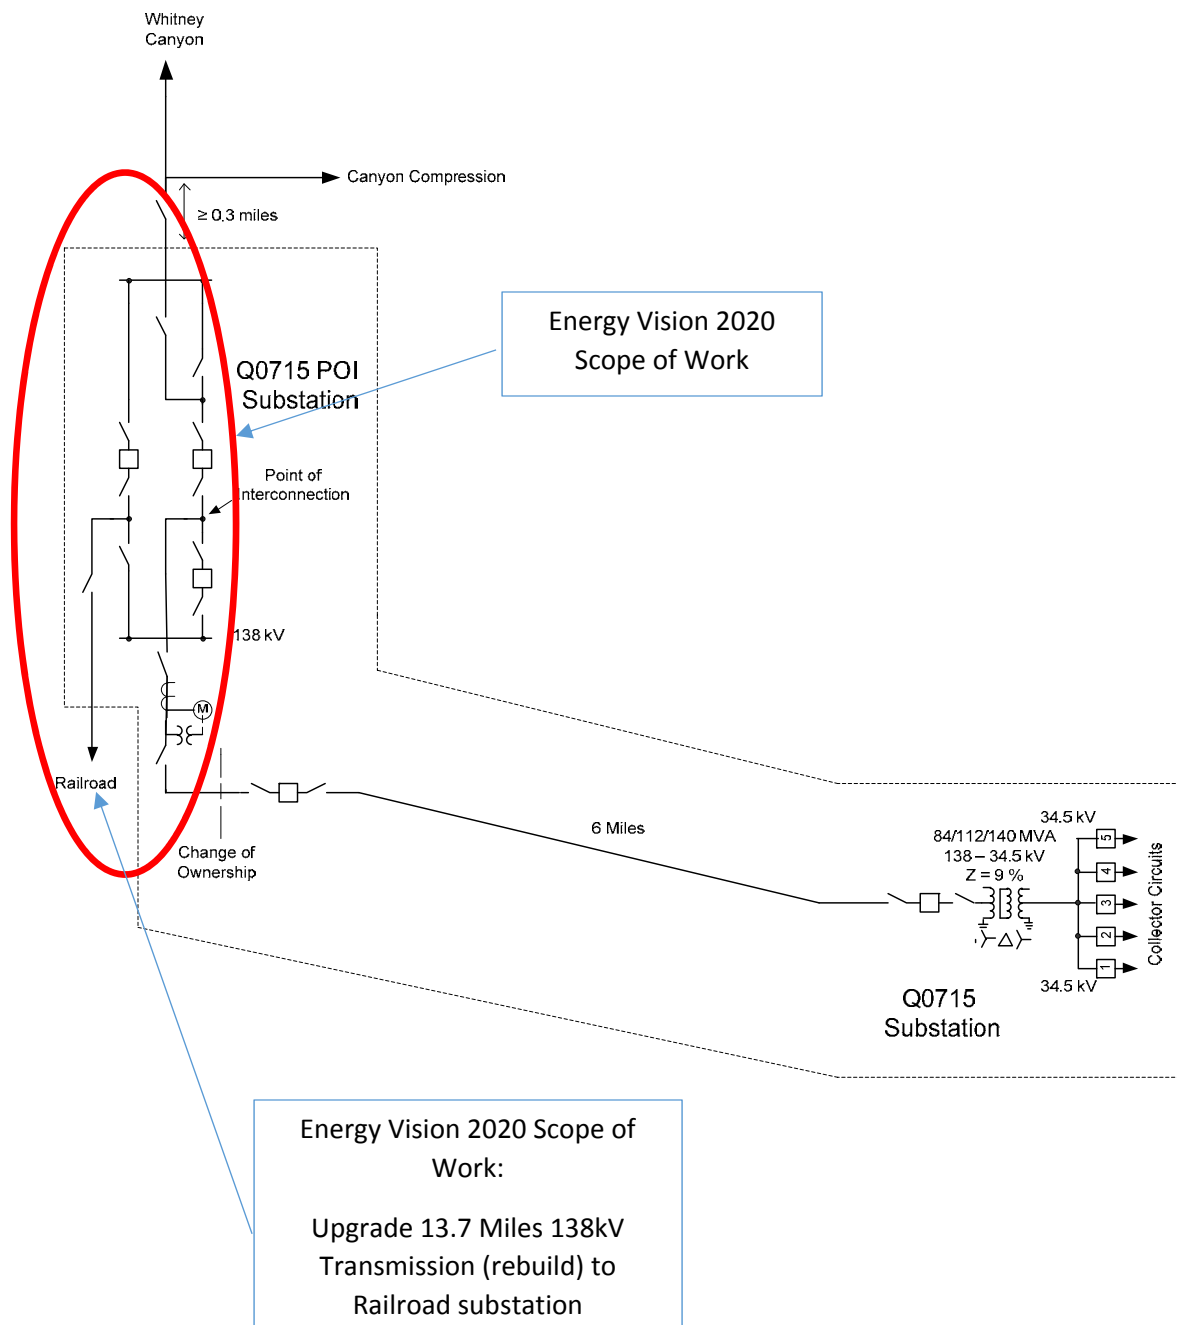 Whitney
Canyon
Canyon Compression
≥ 0.3 miles
Energy Vision 2020
Scope of Work
Q0715 POI
Substation
Point of
Interconnection
138 kV
M
Railroad
Change of
Ownership
6 Miles
84/112/140 MVA
138 – 34.5 kV
Z = 9 %
34.5 kV
5
4
3
2
1
34.5 kV
Collector Circuits
Q0715
Substation
Energy Vision 2020 Scope of
Work:
Upgrade 13.7 Miles 138kV
Transmission (rebuild) to
Railroad substation